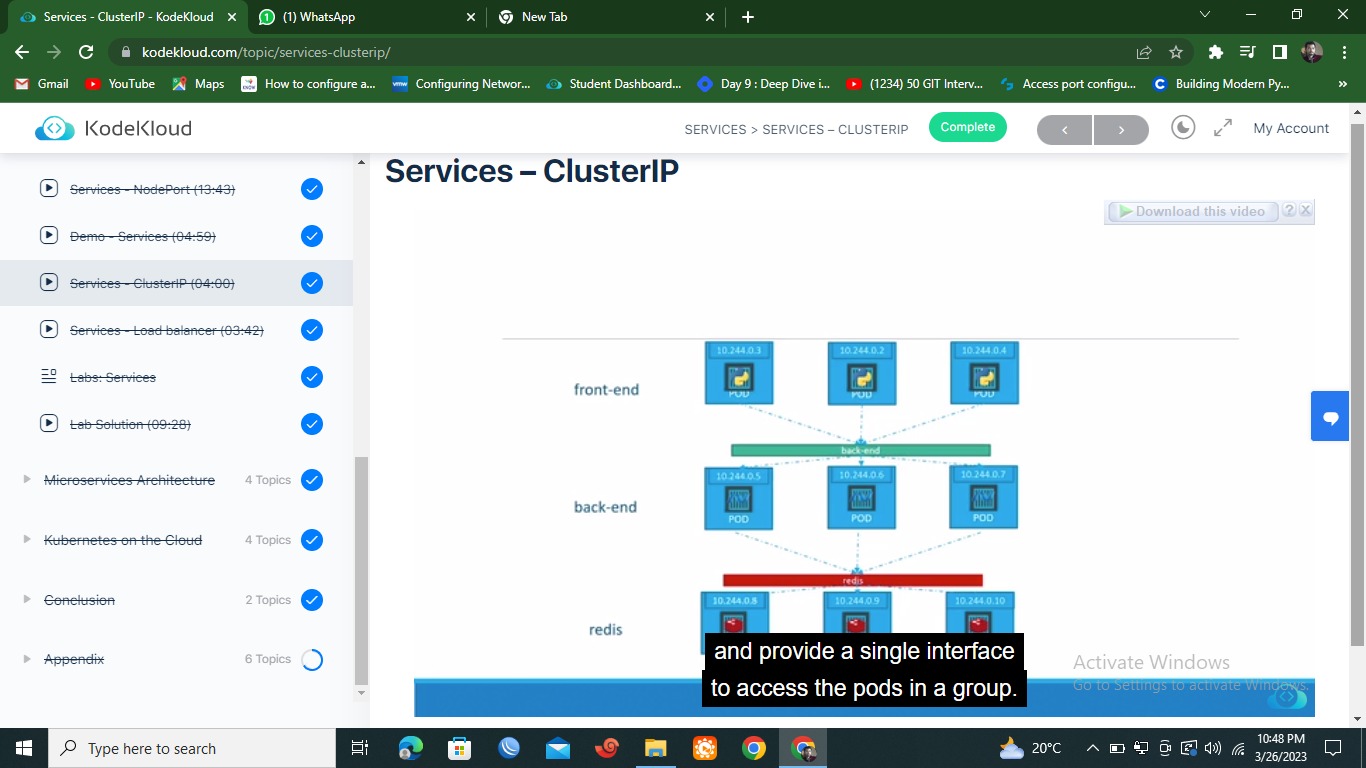 Services - ClusterIP - KodeKloud
(1) WhatsApp
New Tab
kodekloud.com/topic/services-clusterip/
Gmail
YouTube
Maps
How to configure a...
Configuring Networ...
Student Dashboard...
Day 9 : Deep Dive i...
(1234) 50 GIT Interv...
Access port configu...
Building Modern Py...
KodeKloud
SERVICES > SERVICES – CLUSTERIP
Complete
My Account
Services - NodePort (13:43)
Demo - Services (04:59)
Services - ClusterIP (04:00)
Services - Load balancer (03:42)
Labs: Services
Lab Solution (09:28)
Microservices Architecture
4 Topics
Kubernetes on the Cloud
4 Topics
Conclusion
2 Topics
Appendix
6 Topics
Services – ClusterIP
Download this video
?
10.244.0.3
10.244.0.2
10.244.0.4
front-end
POD
POD
POD
back-end
10.244.0.5
10.244.0.6
10.244.0.7
back-end
POD
POD
POD
redis
10.244.0.8
10.244.0.9
10.244.0.10
redis
and provide a single interface
to access the pods in a group.
Activate Windows
Go to Settings to activate Windows.
Type here to search
20°C
10:48 PM
3/26/2023